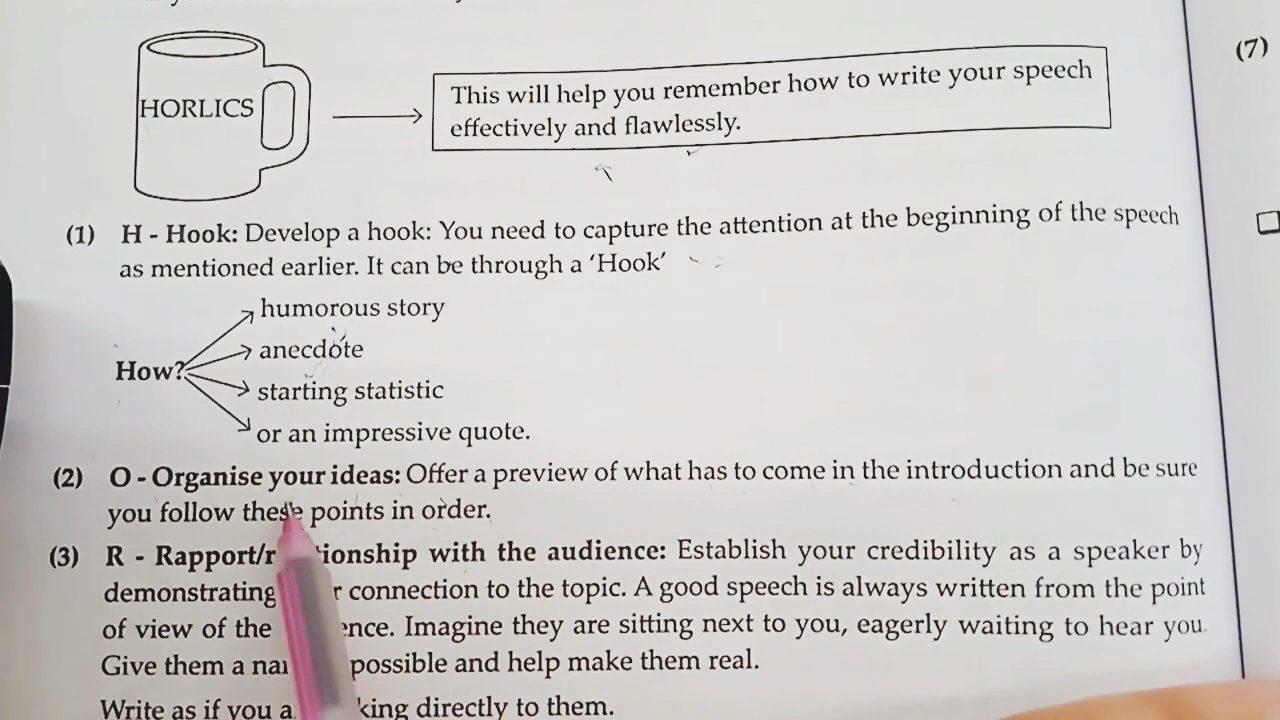 HORLICS
This will help you remember how to write your speech
effectively and flawlessly.
(7)
(1) H - Hook: Develop a hook: You need to capture the attention at the beginning of the speech
as mentioned earlier. It can be through a ‘Hook’
How?
humorous story
anecdote
starting statistic
or an impressive quote.
(2) O - Organise your ideas: Offer a preview of what has to come in the introduction and be sure
you follow these points in order.
(3) R - Rapport/ with the audience: Establish your credibility as a speaker by
demonstrating connection to the topic. A good speech is always written from the point
of view of the Imagine they are sitting next to you, eagerly waiting to hear you.
Give them a possible and help make them real.
Write as if you directly to them.